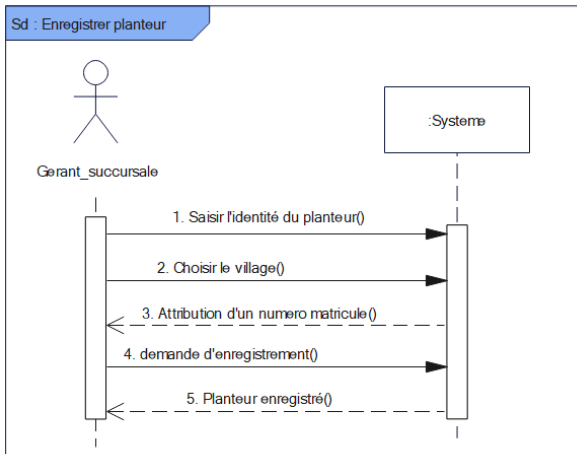 Sd : Enregistrer planteur
:Systeme
Gerant_succursale
1. Saisir l'identité du planteur()
2. Choisir le village()
3. Attribution d'un numero matricule()
4. demande d'enregistrement()
5. Planteur enregistré()